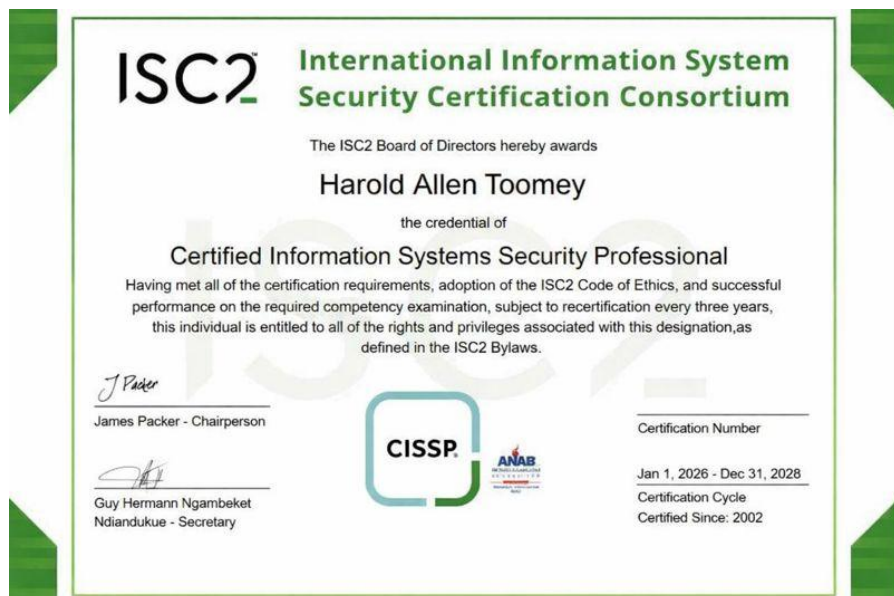 ISC2™
International Information System
Security Certification Consortium
The ISC2 Board of Directors hereby awards
Harold Allen Toomey
the credential of
Certified Information Systems Security Professional
Having met all of the certification requirements, adoption of the ISC2 Code of Ethics, and successful
performance on the required competency examination, subject to recertification every three years,
this individual is entitled to all of the rights and privileges associated with this designation,as
defined in the ISC2 Bylaws.
J Packer
James Packer - Chairperson
Guy Hermann Ngambeket
Ndiandukue - Secretary
CISSP.
ANAB
Certification Number
Jan 1, 2026 - Dec 31, 2028
Certification Cycle
Certified Since: 2002
ISC2